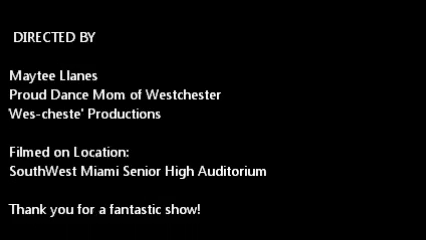 DIRECTED BY
Maytee Llanes
Proud Dance Mom of Westchester
Wes-cheste' Productions
Filmed on Location:
SouthWest Miami Senior High Auditorium
Thank you for a fantastic show!